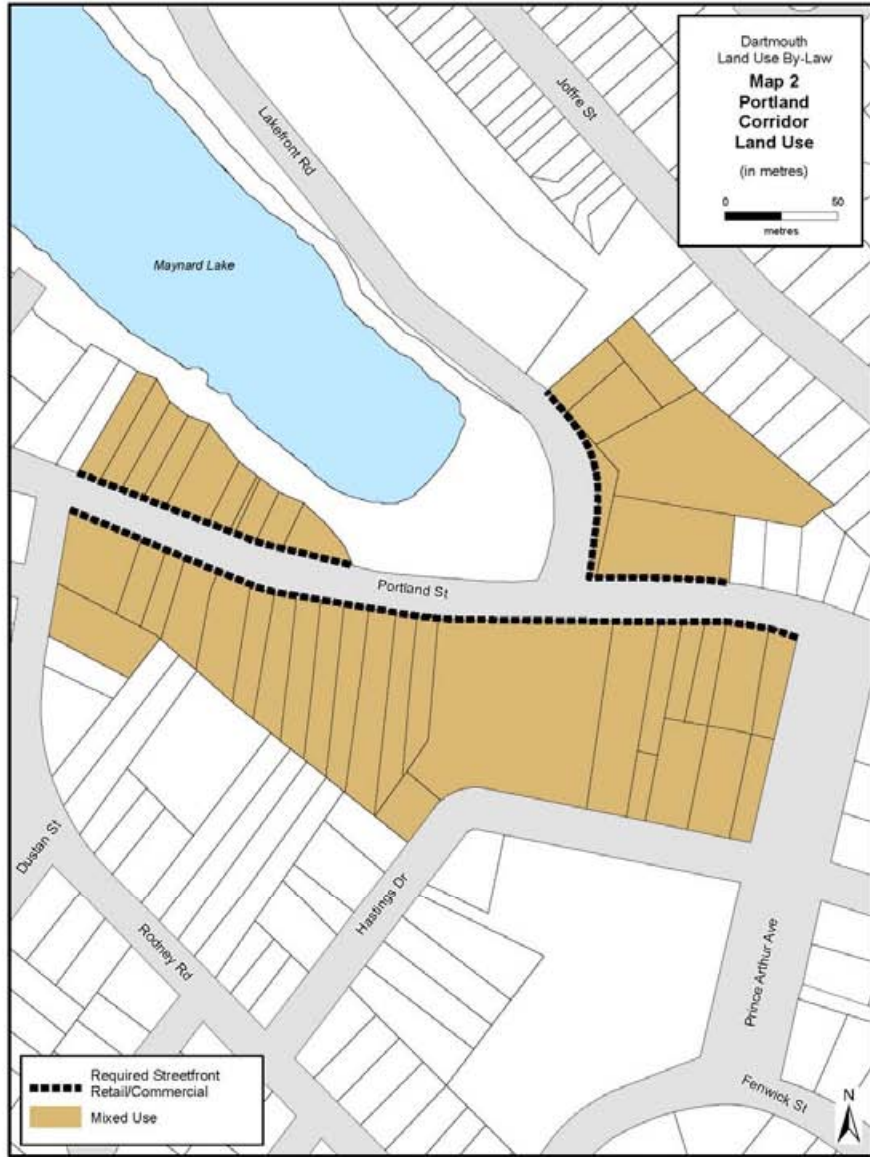 Dartmouth
Land Use By-Law
Map 2
Portland
Corridor
Land Use
(in metres)
0 50
metres
Joffre St
Lakefront Rd
Maynard Lake
Portland St
Dustan St
Rodney Rd
Hastings Dr
Prince Arthur Ave
Fenwick St
N
Required Streetfront
Retail/Commercial
Mixed Use